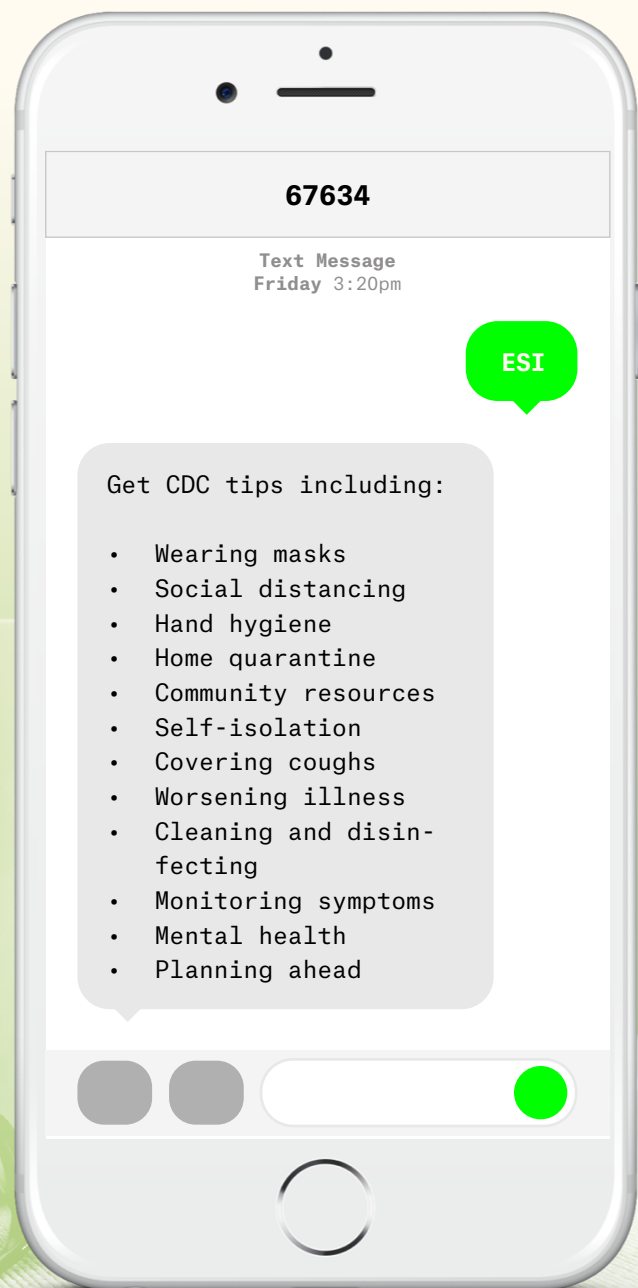 67634
Text Message
Friday 3:20pm
ESI
Get CDC tips including:
• Wearing masks
• Social distancing
• Hand hygiene
• Home quarantine
• Community resources
• Self-isolation
• Covering coughs
• Worsening illness
• Cleaning and disin-
fecting
• Monitoring symptoms
• Mental health
• Planning ahead